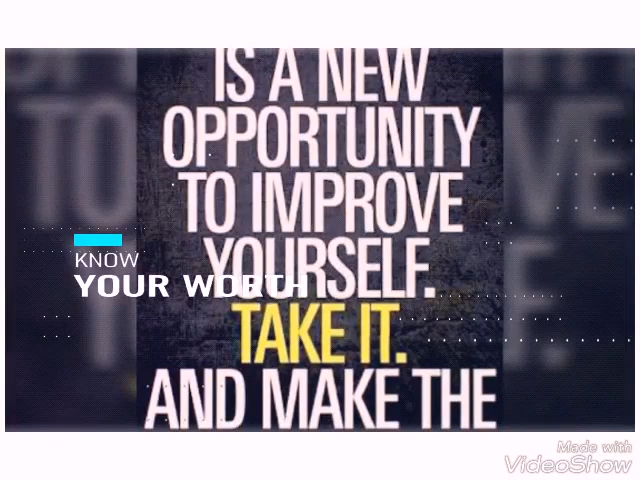 IS A NEW
OPPORTUNITY
TO IMPROVE
YOURSELF.
KNOW
YOUR WORTH
TAKE IT.
AND MAKE THE
Made with
VideoShow